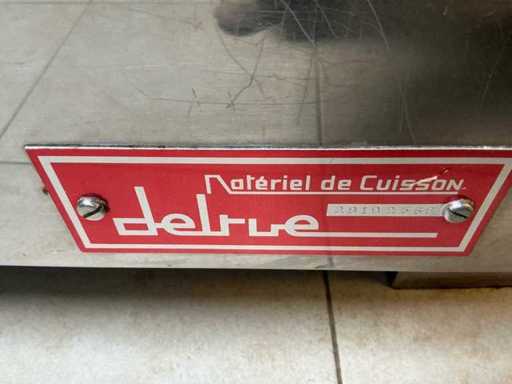 Matériel de Cuisson
delrue